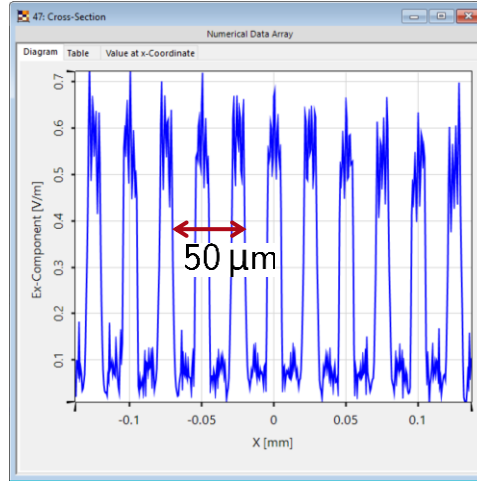 47: Cross-Section
Numerical Data Array
Diagram Table Value at x-Coordinate
Ex-Component [V/m]
0.7
0.6
0.5
0.4
0.3
0.2
0.1
50 μm
-0.1 -0.05 0 0.05 0.1
X [mm]